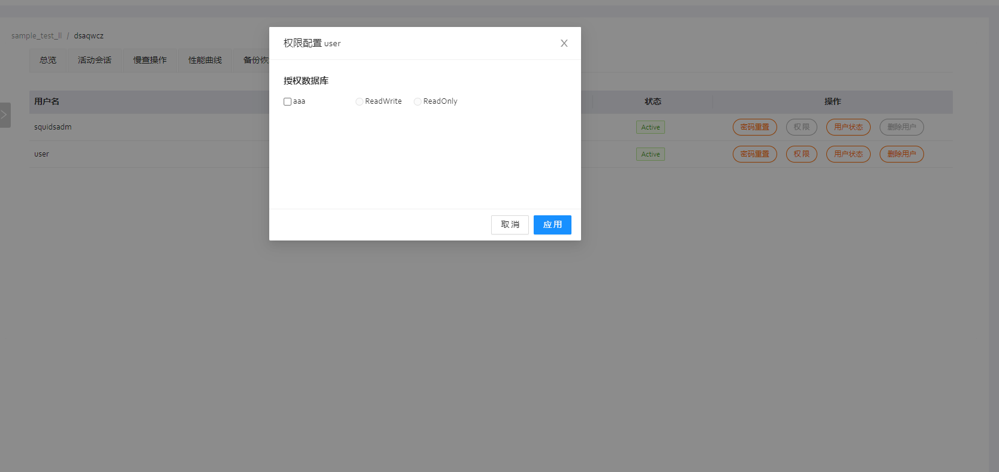 sample_test_ll / dsaqwcz
总览 活动会话 慢查操作 性能曲线 备份恢
权限配置 user
授权数据库
aaa ReadWrite ReadOnly
取消 应用
用户名 状态 操作
squidsadm Active 密码重置 权限 用户状态 删除用户
user Active 密码重置 权限 用户状态 删除用户